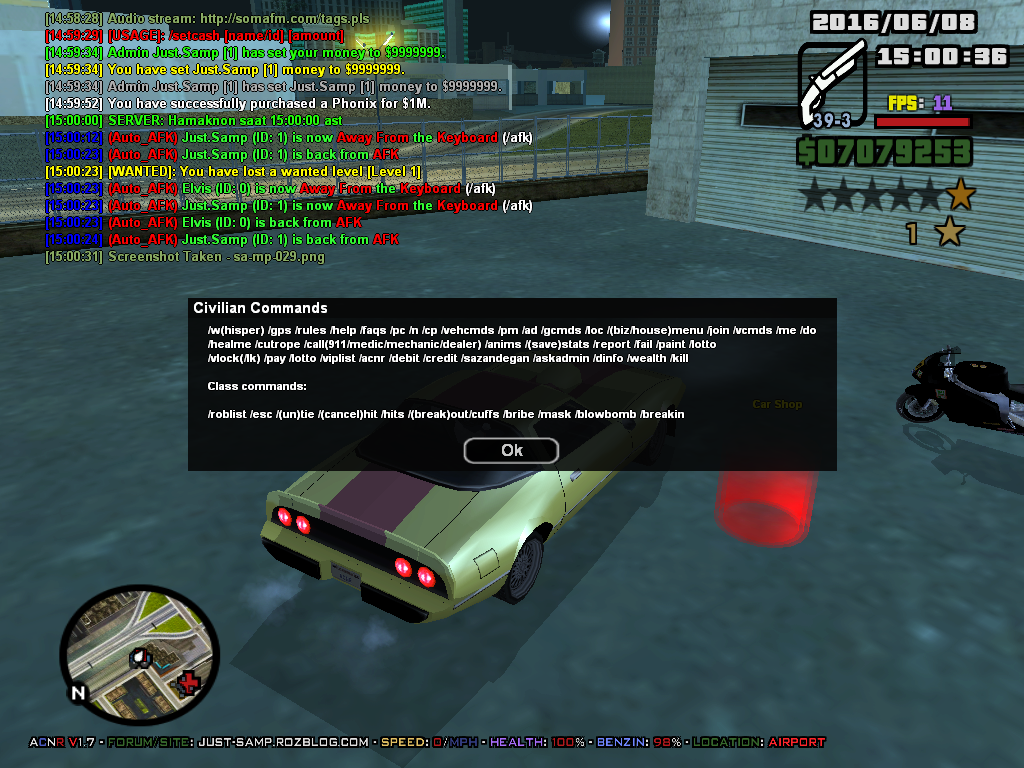 [14:58:28] Audio stream: http://somafm.com/tags.pls
[14:59:29] [USAGE]: /setcash [name/id] [amount]
[14:59:34] Admin Just.Samp [1] has set your money to $9999999.
[14:59:34] You have set Just.Samp [1] money to $9999999.
[14:59:34] Admin Just.Samp [1] has set Just.Samp [1] money to $9999999.
[14:59:52] You have successfully purchased a Phonix for $1M.
[15:00:00] SERVER: Hamaknon saat 15:00:00 ast
[15:00:12] (Auto_AFK) Just.Samp (ID: 1) is now Away From the Keyboard (/afk)
[15:00:23] (Auto_AFK) Just.Samp (ID: 1) is back from AFK
[15:00:23] [WANTED]: You have lost a wanted level [Level 1]
[15:00:23] (Auto_AFK) Elvis (ID: 0) is now Away From the Keyboard (/afk)
[15:00:23] (Auto_AFK) Just.Samp (ID: 1) is now Away From the Keyboard (/afk)
[15:00:23] (Auto_AFK) Elvis (ID: 0) is back from AFK
[15:00:24] (Auto_AFK) Just.Samp (ID: 1) is back from AFK
[15:00:31] Screenshot Taken - sa-mp-029.png
2016/06/08
15:00:36
FPS: 11
39-3
$07079253
1
Civilian Commands
/w(hisper) /gps /rules /help /faqs /pc /n /cp /vehcmds /pm /ad /gcmds /loc /(biz/house)menu /join /vcmds /me /do
/healme /cutrope /call(911/medic/mechanic/dealer) /anims /(save)stats /report /fail /paint /lotto
/vlock(/lk) /pay /lotto /viplist /acnr /debit /credit /sazandegan /askadmin /dinfo /wealth /kill
Class commands:
/roblist /esc /(un)tie /(cancel)hit /hits /(break)out/cuffs /bribe /mask /blowbomb /breakin
Ok
Car Shop
N
ACNR V1.7 - FORUM/SITE: JUST-SAMP.ROZBLOG.COM - SPEED: 0/MPH - HEALTH: 100% - BENZIN: 98% - LOCATION: AIRPORT